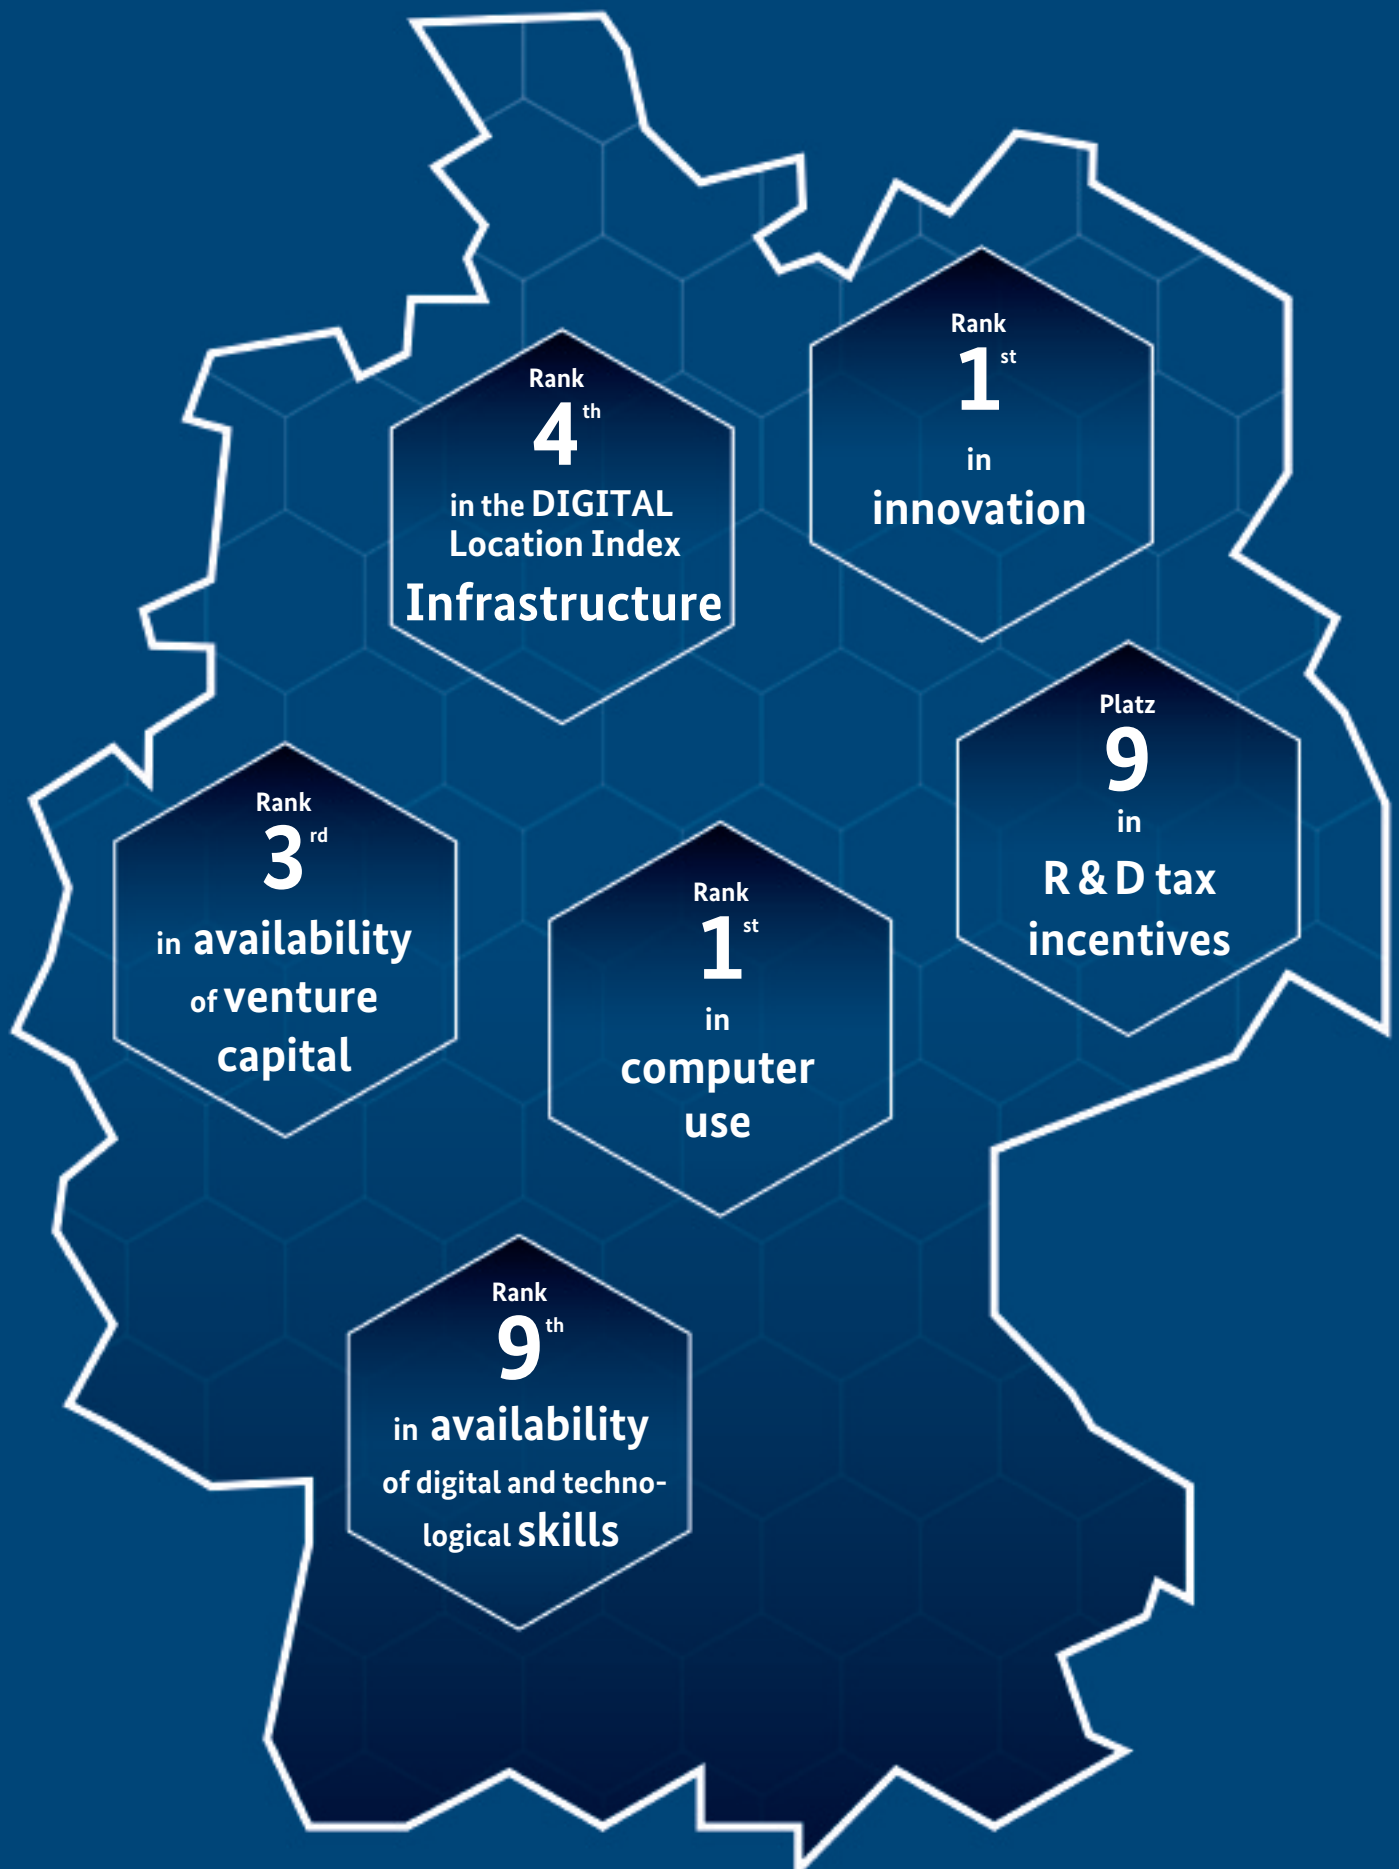 Rank
4th
in the DIGITAL
Location Index
Infrastructure
Rank
1st
in
innovation
Platz
9
in
R & D tax
incentives
Rank
3rd
in availability
of venture
capital
Rank
1st
in
computer
use
Rank
9th
in availability
of digital and techno-
logical skills